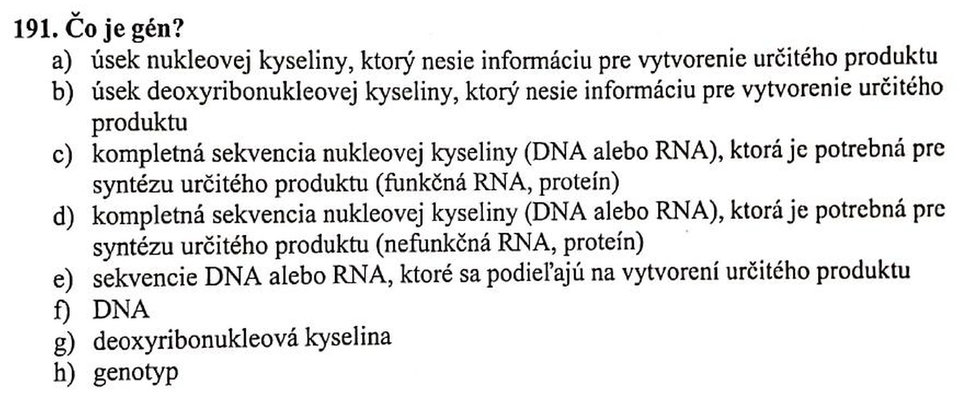 191. Čo je gén?
a) úsek nukleovej kyseliny, ktorý nesie informáciu pre vytvorenie určitého produktu
b) úsek deoxyribonukleovej kyseliny, ktorý nesie informáciu pre vytvorenie určitého
produktu
c) kompletná sekvencia nukleovej kyseliny (DNA alebo RNA), ktorá je potrebná pre
syntézu určitého produktu (funkčná RNA, proteín)
d) kompletná sekvencia nukleovej kyseliny (DNA alebo RNA), ktorá je potrebná pre
syntézu určitého produktu (nefunkčná RNA, proteín)
e) sekvencie DNA alebo RNA, ktoré sa podieľajú na vytvorení určitého produktu
f) DNA
g) deoxyribonukleová kyselina
h) genotyp